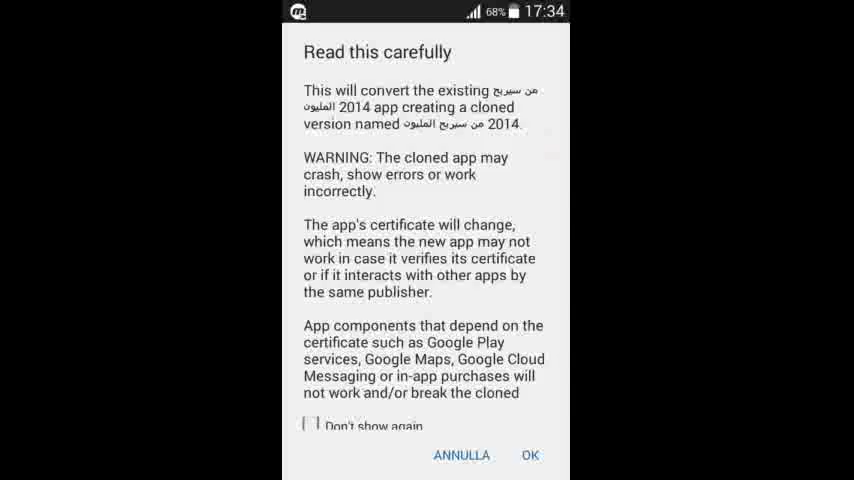 68% 17:34
Read this carefully
This will convert the existing من سيربح
المليون 2014 app creating a cloned
version named من سيربح المليون 2014.
WARNING: The cloned app may
crash, show errors or work
incorrectly.
The app's certificate will change,
which means the new app may not
work in case it verifies its certificate
or if it interacts with other apps by
the same publisher.
App components that depend on the
certificate such as Google Play
services, Google Maps, Google Cloud
Messaging or in-app purchases will
not work and/or break the cloned
Don't show again
ANNULLA OK